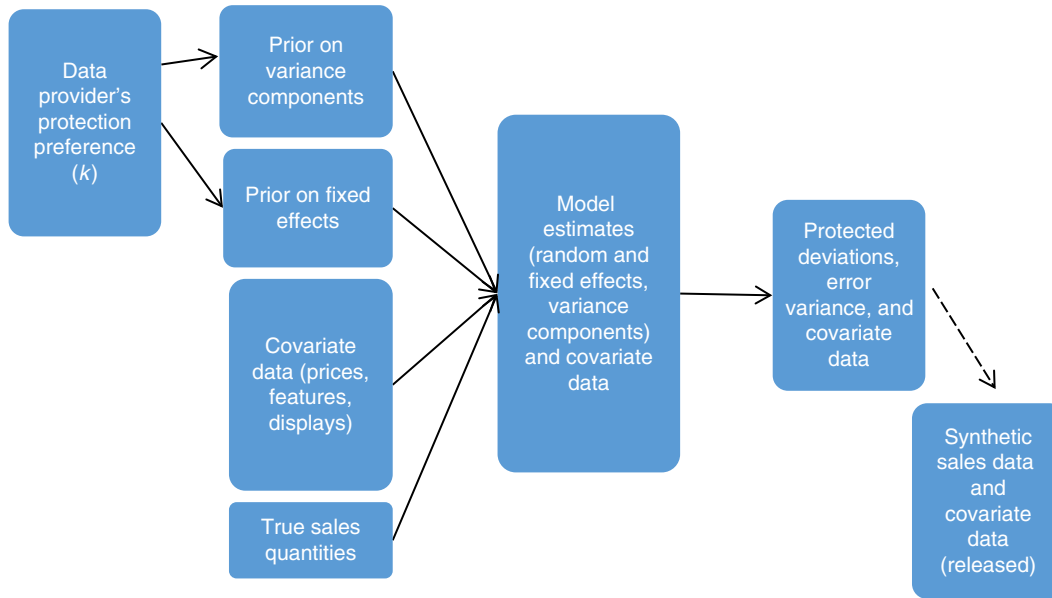 Data
provider’s
protection
preference
(k)
Prior on
variance
components
Prior on fixed
effects
Covariate
data (prices,
features,
displays)
True sales
quantities
Model
estimates
(random and
fixed effects,
variance
components)
and covariate
data
Protected
deviations,
error
variance, and
covariate
data
Synthetic
sales data
and
covariate
data
(released)